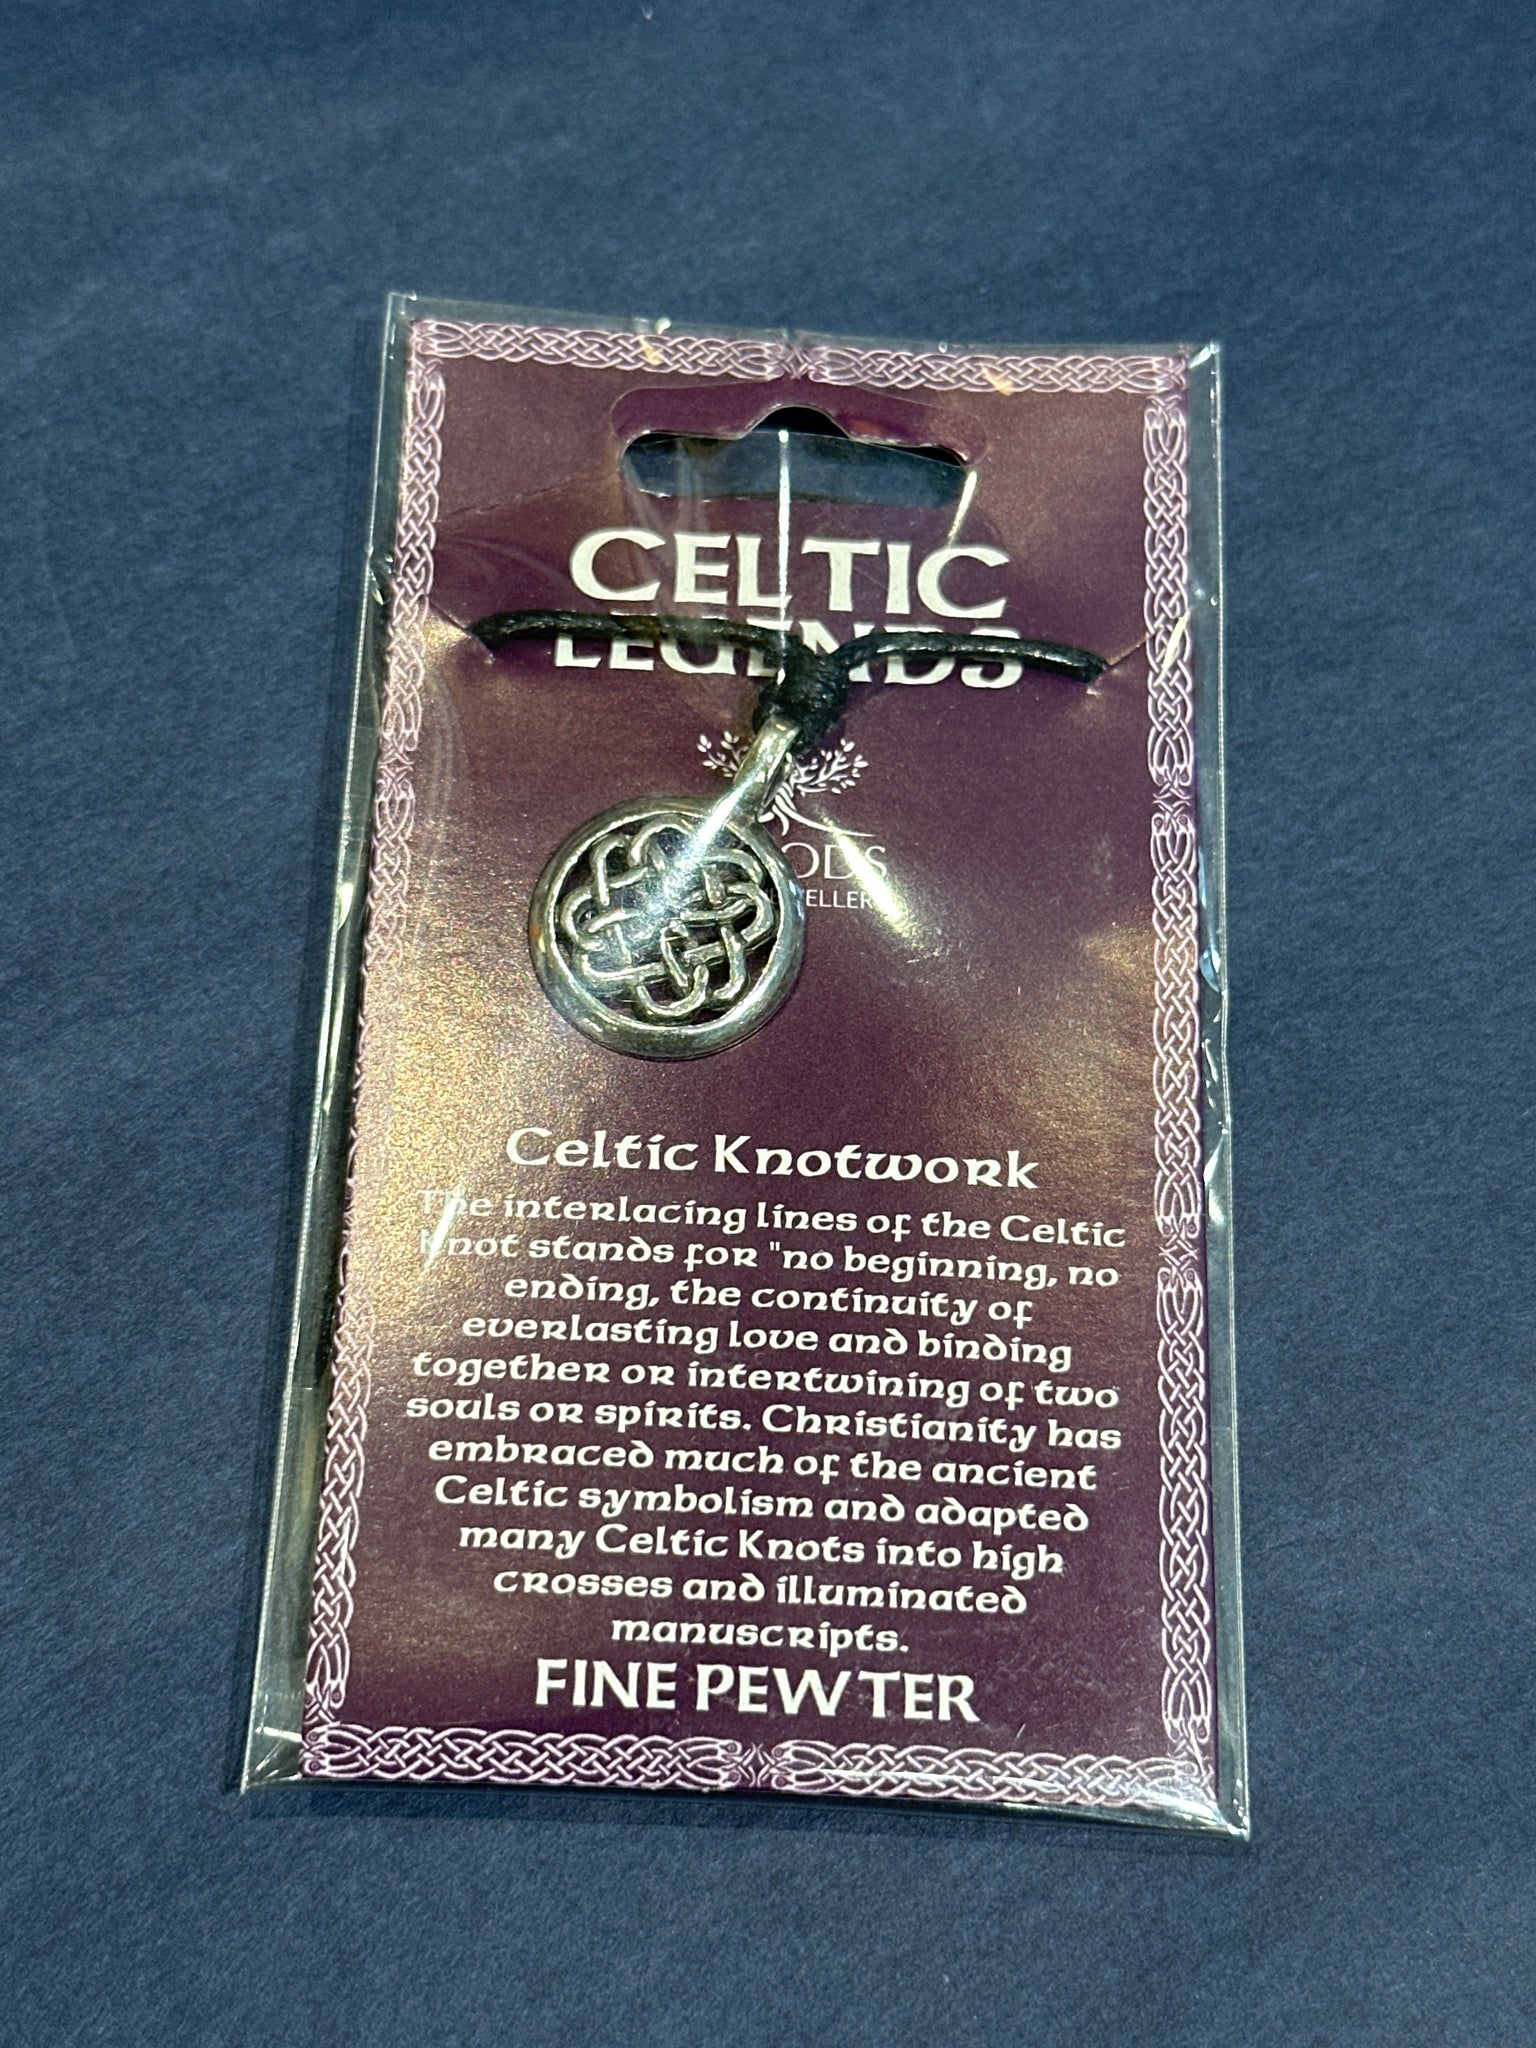 CELTIC
LEGENDS
Celtic Knotwork
The interlacing lines of the Celtic
Knot stands for "no beginning, no
ending, the continuity of
everlasting love and binding
together or intertwining of two
souls or spirits. Christianity has
embraced much of the ancient
Celtic symbolism and adapted
many Celtic Knots into high
crosses and illuminated
manuscripts.
FINE PEWTER